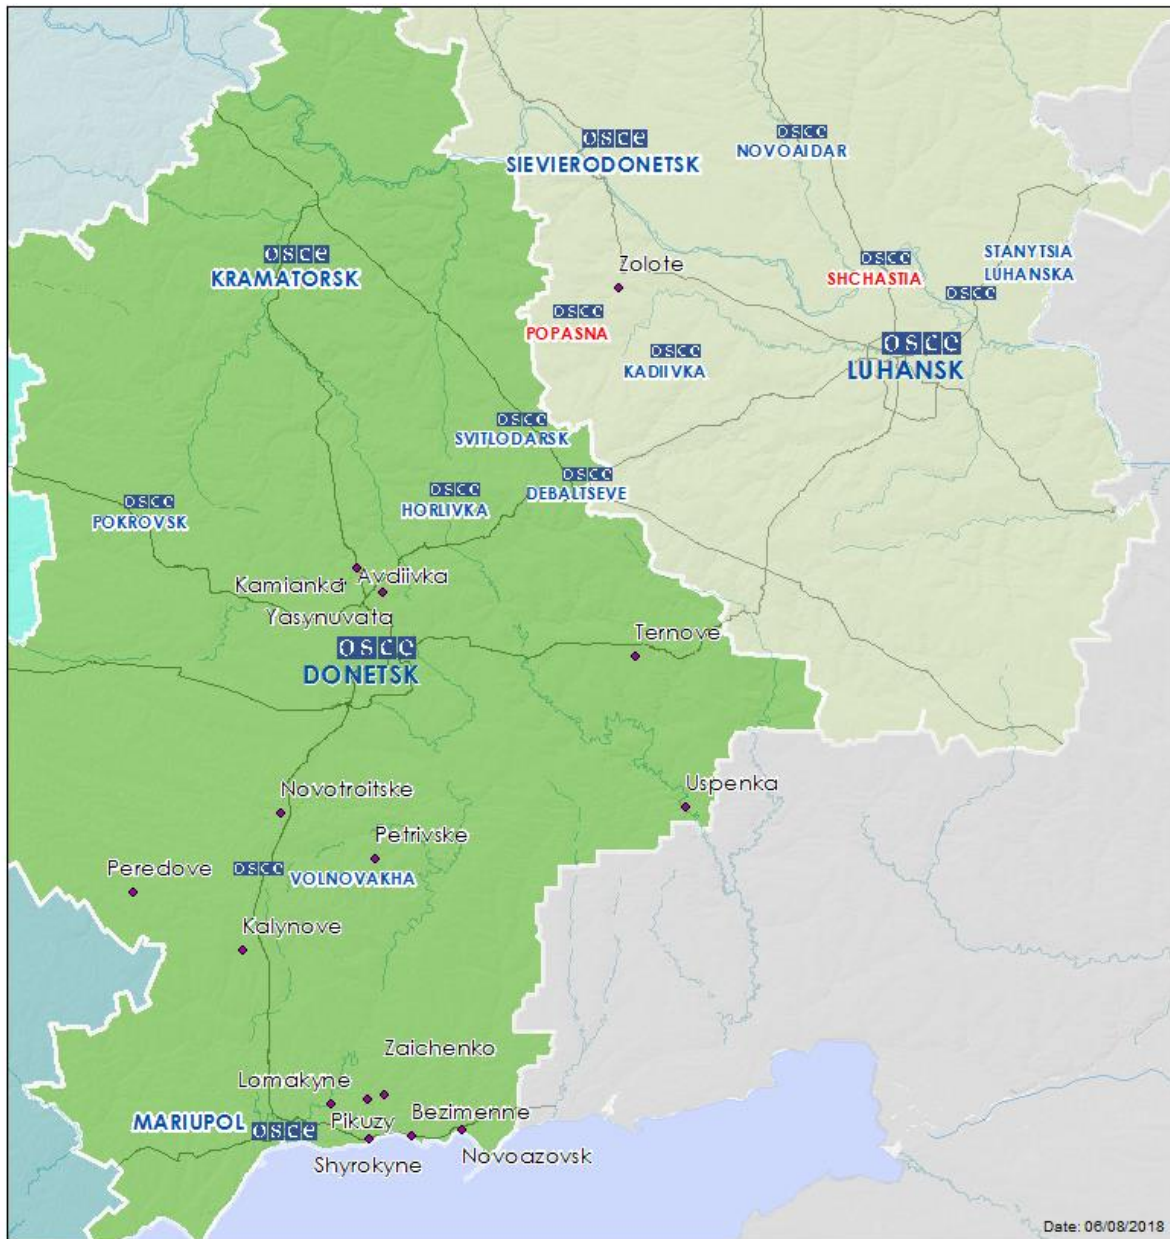 OSCE
SIEVIERODONETSK
OSCE
NOVOAIDAR
OSCE
KRAMATORSK
Zolote
OSCE
SHCHASTIA
STANYTSIA
LUHANSKA
OSCE
OSCE
POPASNA
OSCE
KADIIVKA
OSCE
LUHANSK
OSCE
SVITLODARSK
OSCE
DEBALTSEVE
OSCE
HORLIVKA
OSCE
POKROVSK
Avdiivka
Kamianka
Yasynuvata
OSCE
DONETSK
Ternove
Uspenka
Novotroitske
Petrivske
OSCE
VOLNOVAKHA
Peredove
Kalynove
Zaichenko
Lomakyne
Pikuzy
Bezimenne
MARIUPOL
OSCE
Shyrokyne
Novoazovsk
Date: 06/08/2018